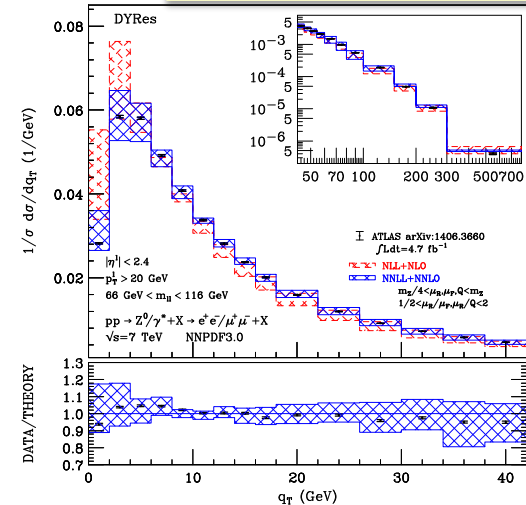 DYRes
0.08
0.06
0.04
0.02
1/σ dσ/dq_T (1/GeV)
5
10⁻³
5
10⁻⁴
5
10⁻⁵
5
10⁻⁶
5
50 70 100 200 300 500 700
ATLAS arXiv:1406.3660
∫Ldt=4.7 fb⁻¹
NLL+NLO
NNLL+NNLO
m_Z/4<μ_R,μ_F,Q<m_Z
1/2<μ_R/μ_F,μ_R/Q<2
|η^l|<2.4
p_T^l>20 GeV
66 GeV<m_ll<116 GeV
pp → Z⁰/γ*+X → e⁺e⁻/μ⁺μ⁻+X
√s=7 TeV NNPDF3.0
DATA/THEORY
1.3
1.2
1.1
1.0
0.9
0.8
0.7
0 10 20 30 40
q_T (GeV)